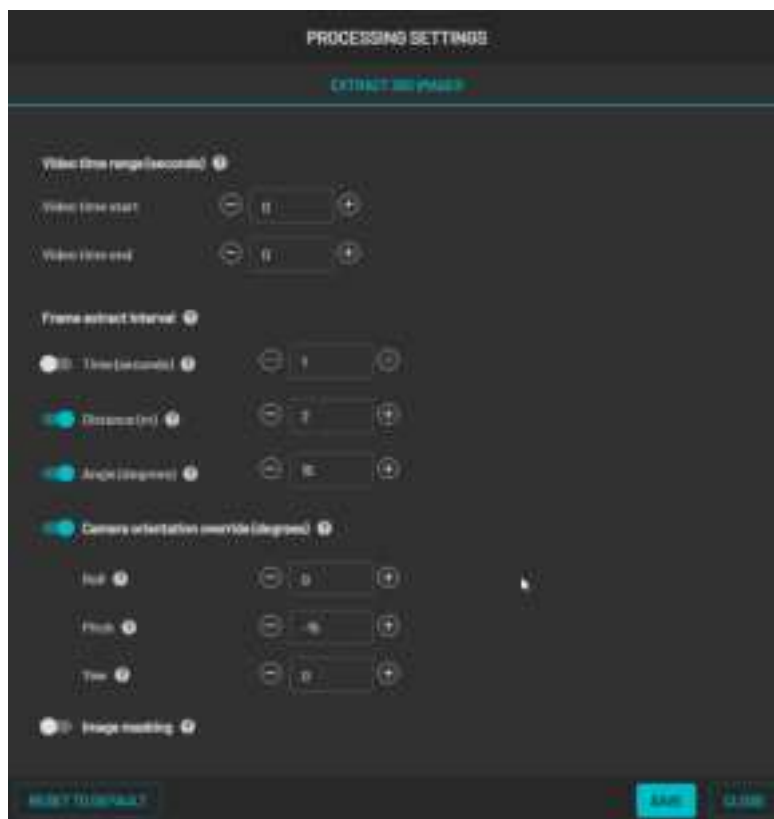 PROCESSING SETTINGS
EXTRACT 360 IMAGES
Video time range (seconds)
Video time start 0
Video time end 0
Frame extract interval
Time (seconds) 1
Distance (m)
Angle (degrees)
Camera orientation override (degrees)
Roll 0
Pitch
Yaw 0
Image masking
RESET TO DEFAULT
SAVE CLOSE